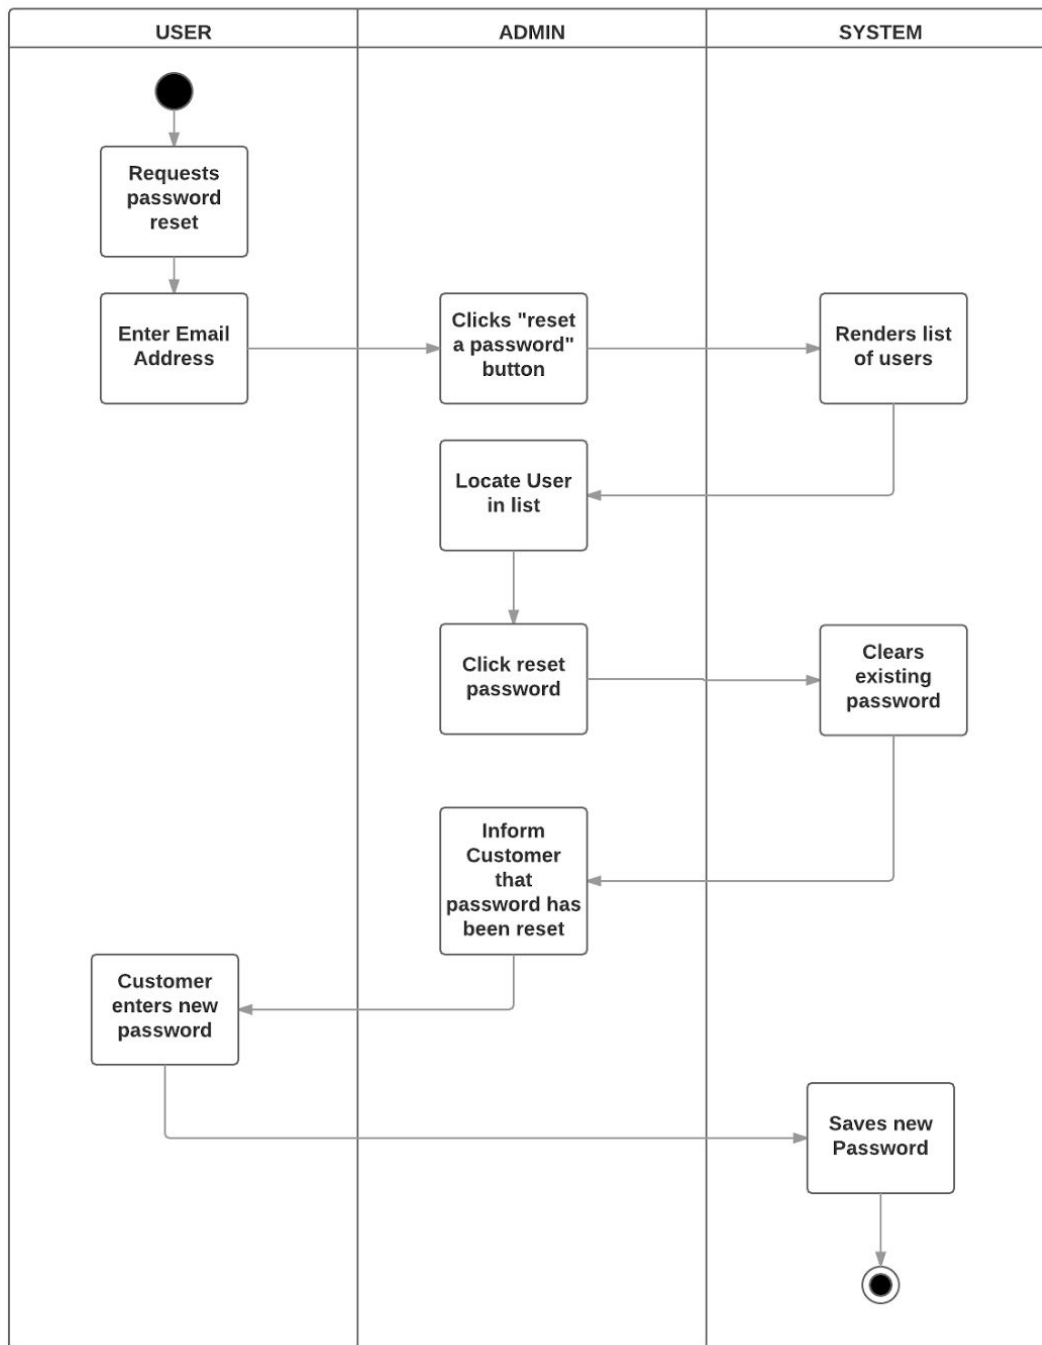 USER
ADMIN
SYSTEM
Requests
password
reset
Enter Email
Address
Clicks "reset
a password"
button
Renders list
of users
Locate User
in list
Click reset
password
Clears
existing
password
Inform
Customer
that
password has
been reset
Customer
enters new
password
Saves new
Password